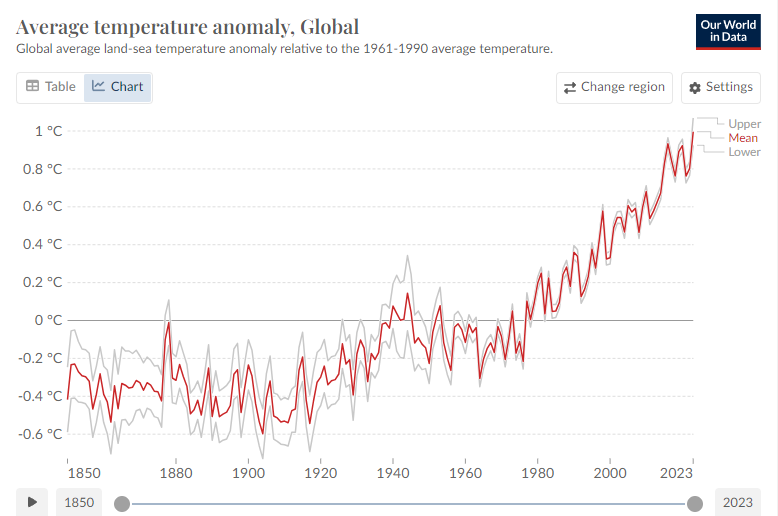 Average temperature anomaly, Global
Global average land-sea temperature anomaly relative to the 1961-1990 average temperature.
Our World
in Data
Table
Chart
Change region
Settings
1 °C
0.8 °C
0.6 °C
0.4 °C
0.2 °C
0 °C
-0.2 °C
-0.4 °C
-0.6 °C
Upper
Mean
Lower
1850 1880 1900 1920 1940 1960 1980 2000 2023
1850 2023